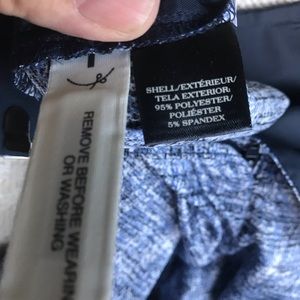 SHELL/EXTÉRIEUR/
TELA EXTERIOR:
95% POLYESTER/
POLIÉSTER
5% SPANDEX
REMOVE BEFORE WEARING
OR WASHING